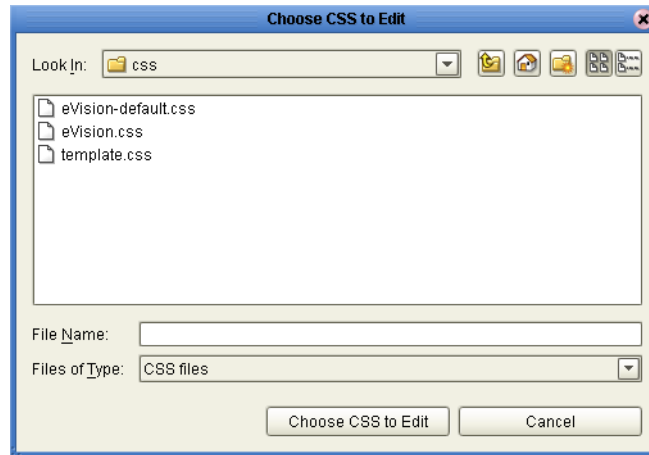 Choose CSS to Edit
Look In: css
eVision-default.css
eVision.css
template.css
File Name:
Files of Type: CSS files
Choose CSS to Edit Cancel